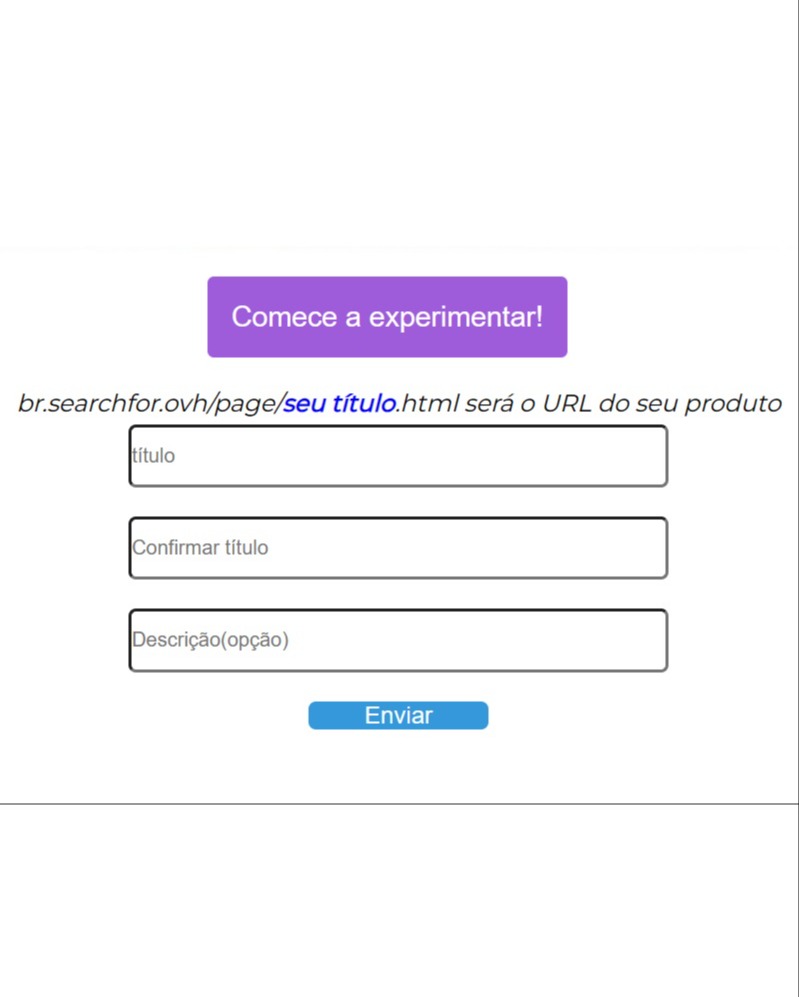 Comece a experimentar!
br.searchfor.ovh/page/seu título.html será o URL do seu produto
título
Confirmar título
Descrição(opção)
Enviar